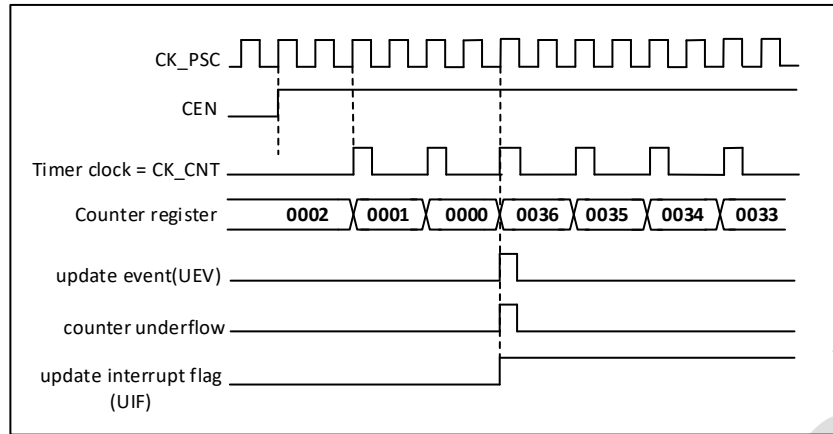 CK_PSC
CEN
Timer clock = CK_CNT
Counter register 0002 0001 0000 0036 0035 0034 0033
update event(UEV)
counter underflow
update interrupt flag
(UIF)